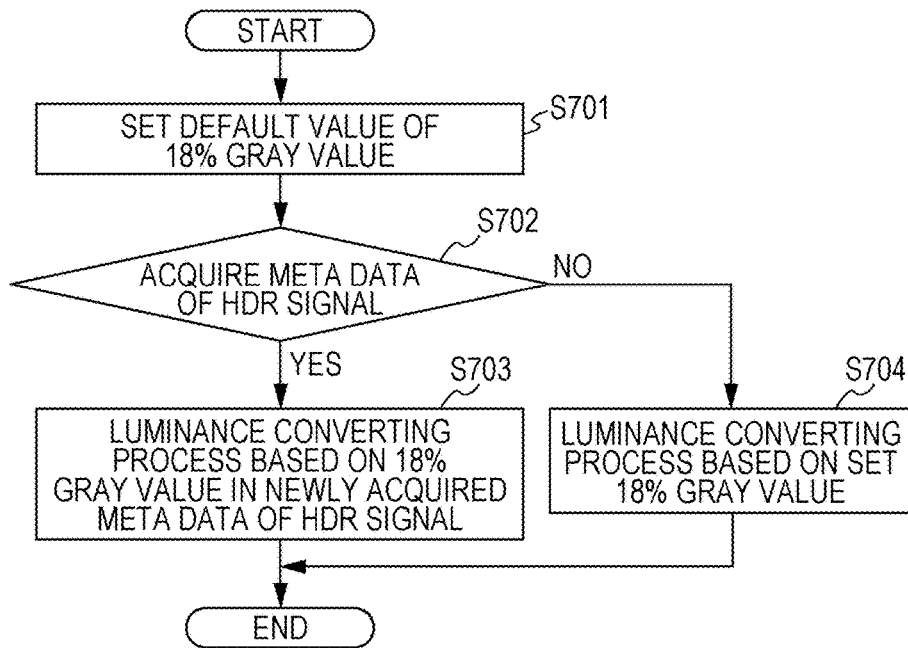 START
S701
SET DEFAULT VALUE OF
18% GRAY VALUE
S702
ACQUIRE META DATA
OF HDR SIGNAL
NO
YES
S703
LUMINANCE CONVERTING
PROCESS BASED ON 18%
GRAY VALUE IN NEWLY ACQUIRED
META DATA OF HDR SIGNAL
S704
LUMINANCE CONVERTING
PROCESS BASED ON SET
18% GRAY VALUE
END